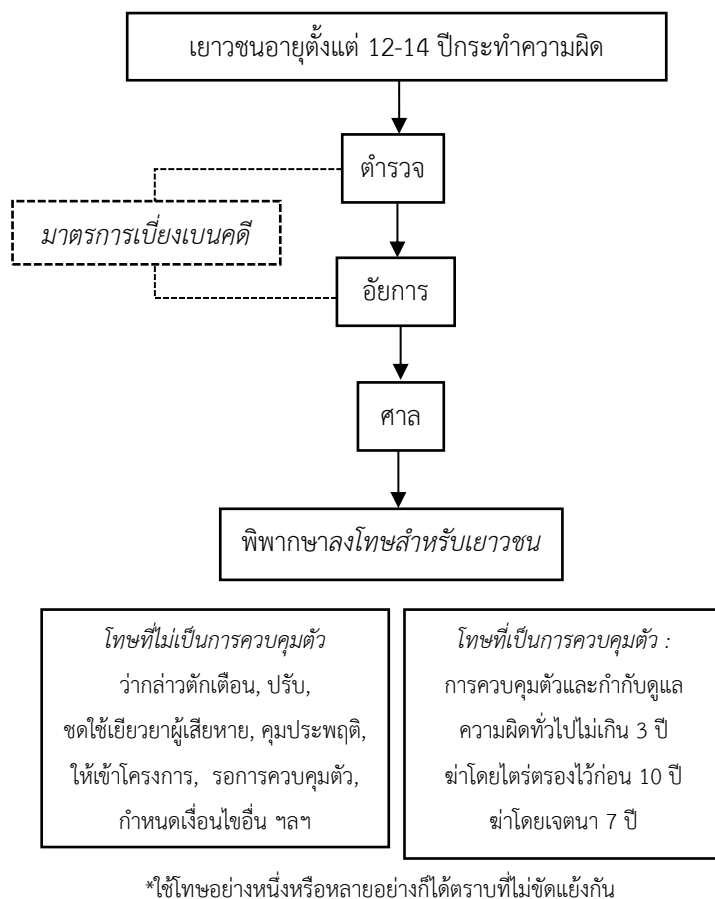 เยาวชนอายุตั้งแต่ 12-14 ปีกระทำความผิด
ตำรวจ
มาตรการเบี่ยงเบนคดี
อัยการ
ศาล
พิพากษาลงโทษสำหรับเยาวชน
โทษที่ไม่เป็นการควบคุมตัว
ว่ากล่าวตักเตือน, ปรับ,
ชดใช้เยียวยาผู้เสียหาย, คุมประพฤติ,
ให้เข้าโครงการ, รอการควบคุมตัว,
กำหนดเงื่อนไขอื่น ฯลฯ
โทษที่เป็นการควบคุมตัว :
การควบคุมตัวและกำกับดูแล
ความผิดทั่วไปไม่เกิน 3 ปี
ฆ่าโดยไตร่ตรองไว้ก่อน 10 ปี
ฆ่าโดยเจตนา 7 ปี
*ใช้โทษอย่างหนึ่งหรือหลายอย่างก็ได้ตราบที่ไม่ขัดแย้งกัน